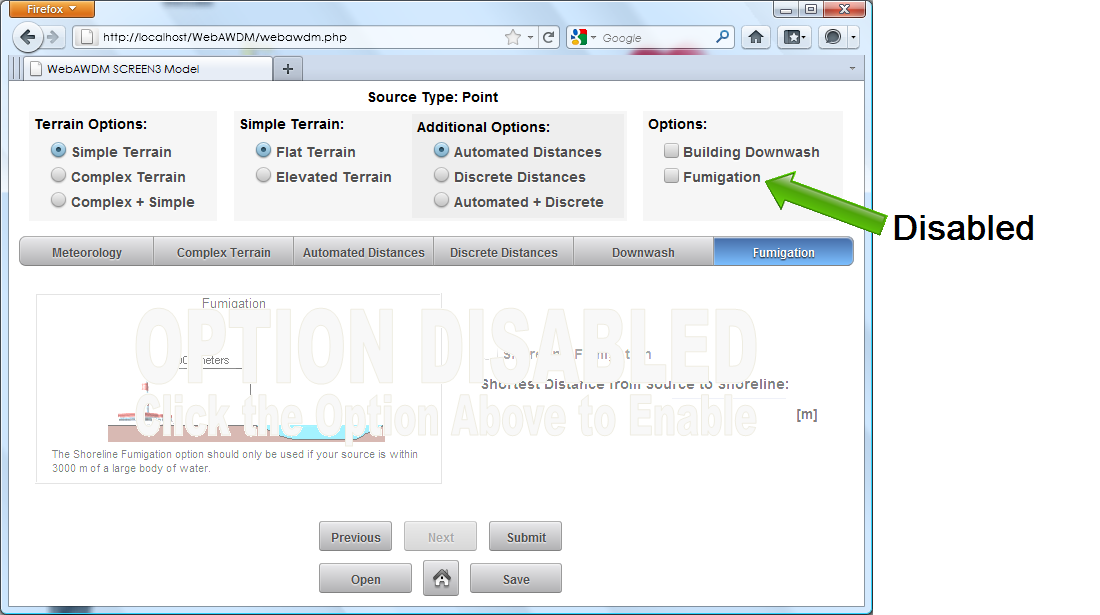 Firefox
http://localhost/WebAWDM/webawdm.php
Google
WebAWDM SCREEN3 Model
Source Type: Point
Terrain Options:
Simple Terrain
Complex Terrain
Complex + Simple
Simple Terrain:
Flat Terrain
Elevated Terrain
Additional Options:
Automated Distances
Discrete Distances
Automated + Discrete
Options:
Building Downwash
Fumigation
Disabled
Meteorology
Complex Terrain
Automated Distances
Discrete Distances
Downwash
Fumigation
Fumigation
OPTION DISABLED
Click the Option Above to Enable
meters
Shoreline Fumigation
Shortest Distance from Source to Shoreline:
[m]
The Shoreline Fumigation option should only be used if your source is within
3000 m of a large body of water.
Previous
Next
Submit
Open
Save